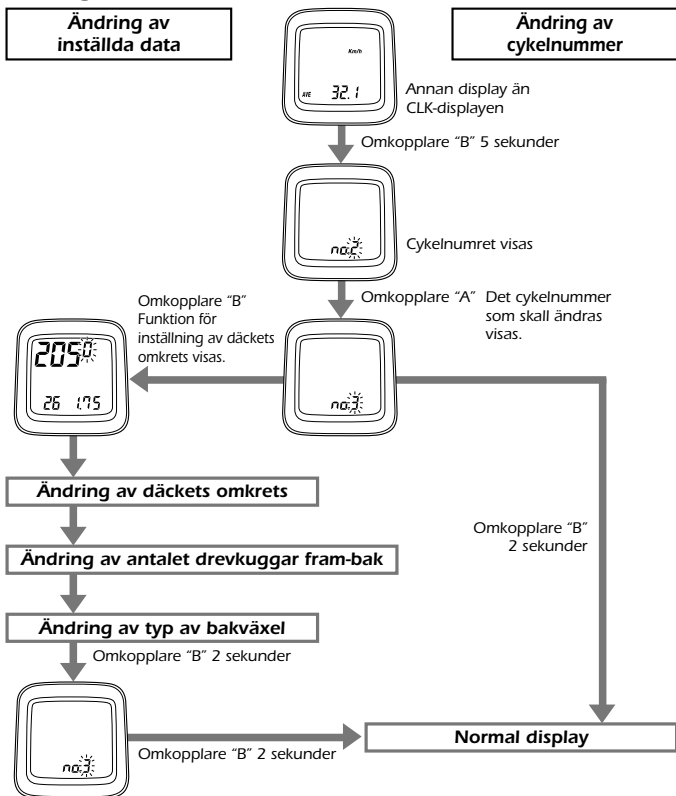 Ändring av
inställda data
Ändring av
cykelnummer
Km/h
AVE 32.1
Annan display än
CLK-displayen
Omkopplare "B" 5 sekunder
no:2
Cykelnumret visas
Omkopplare "A" Det cykelnummer
som skall ändras
visas.
Omkopplare "B"
Funktion för
inställning av däckets
omkrets visas.
2050
26 1.75
no:3
Ändring av däckets omkrets
Ändring av antalet drevkuggar fram-bak
Ändring av typ av bakväxel
Omkopplare "B"
2 sekunder
Omkopplare "B" 2 sekunder
no:3
Omkopplare "B" 2 sekunder
Normal display